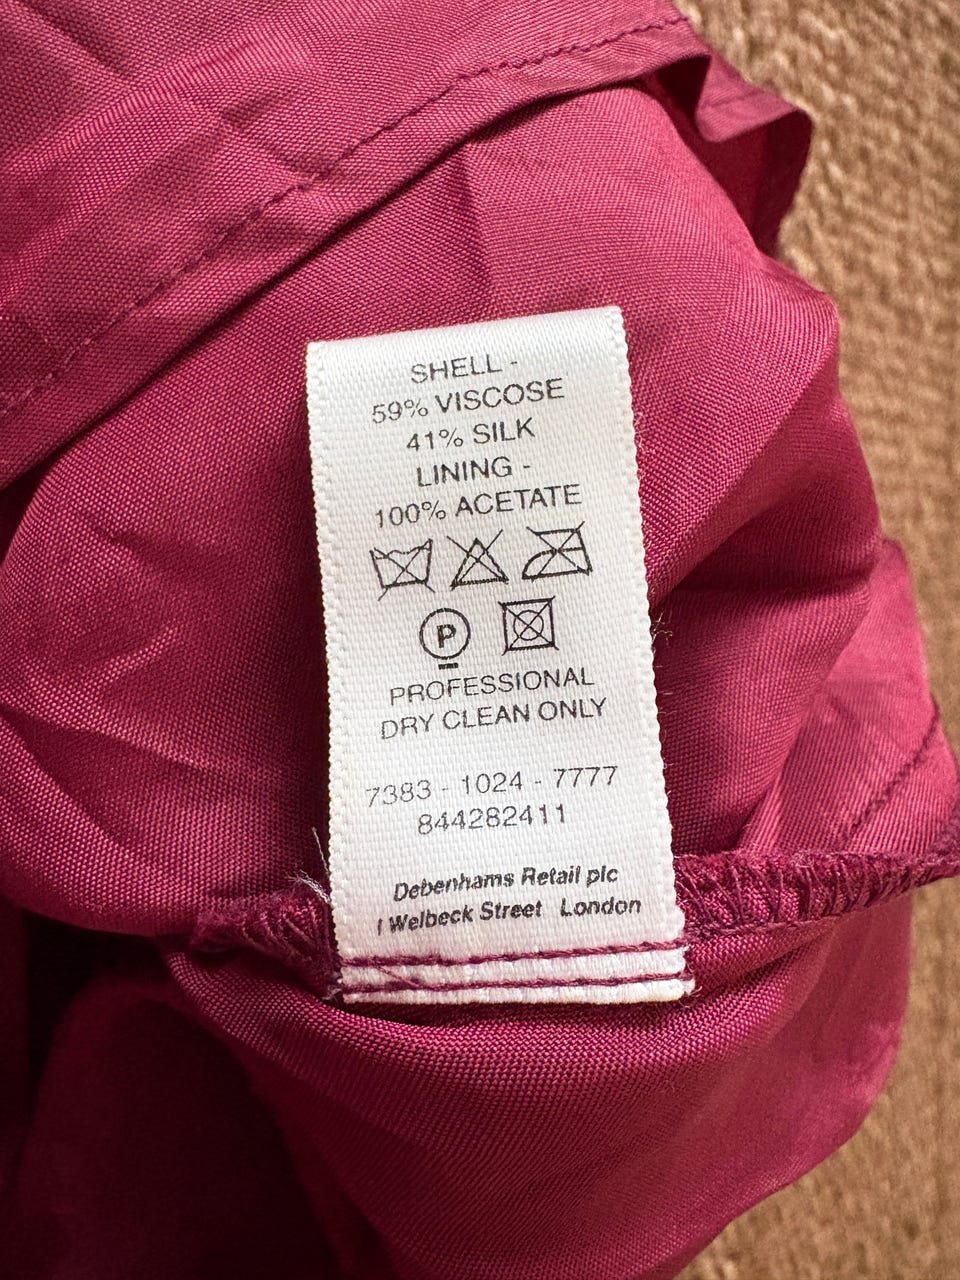 SHELL -
59% VISCOSE
41% SILK
LINING -
100% ACETATE
P
PROFESSIONAL
DRY CLEAN ONLY
7383 - 1024 - 7777
844282411
Debenhams Retail plc
1 Welbeck Street London